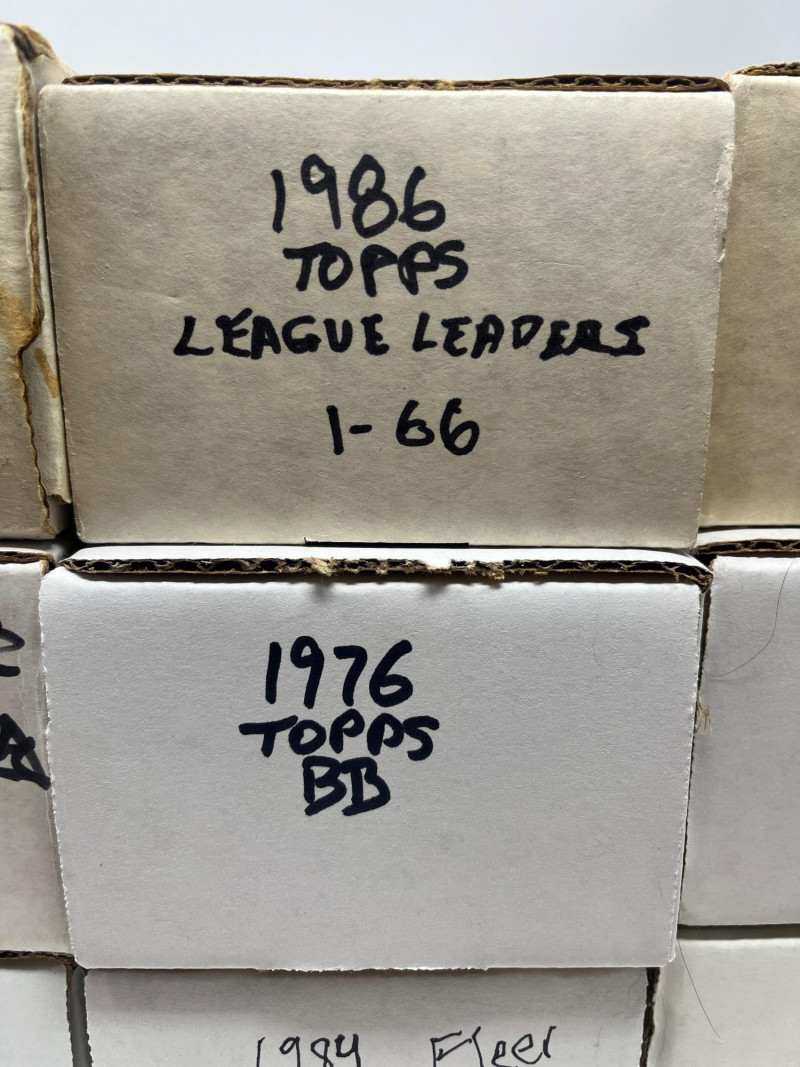 1986
TOPPS
LEAGUE LEADERS
1-66
1976
TOPPS
BB
1984 Fleer